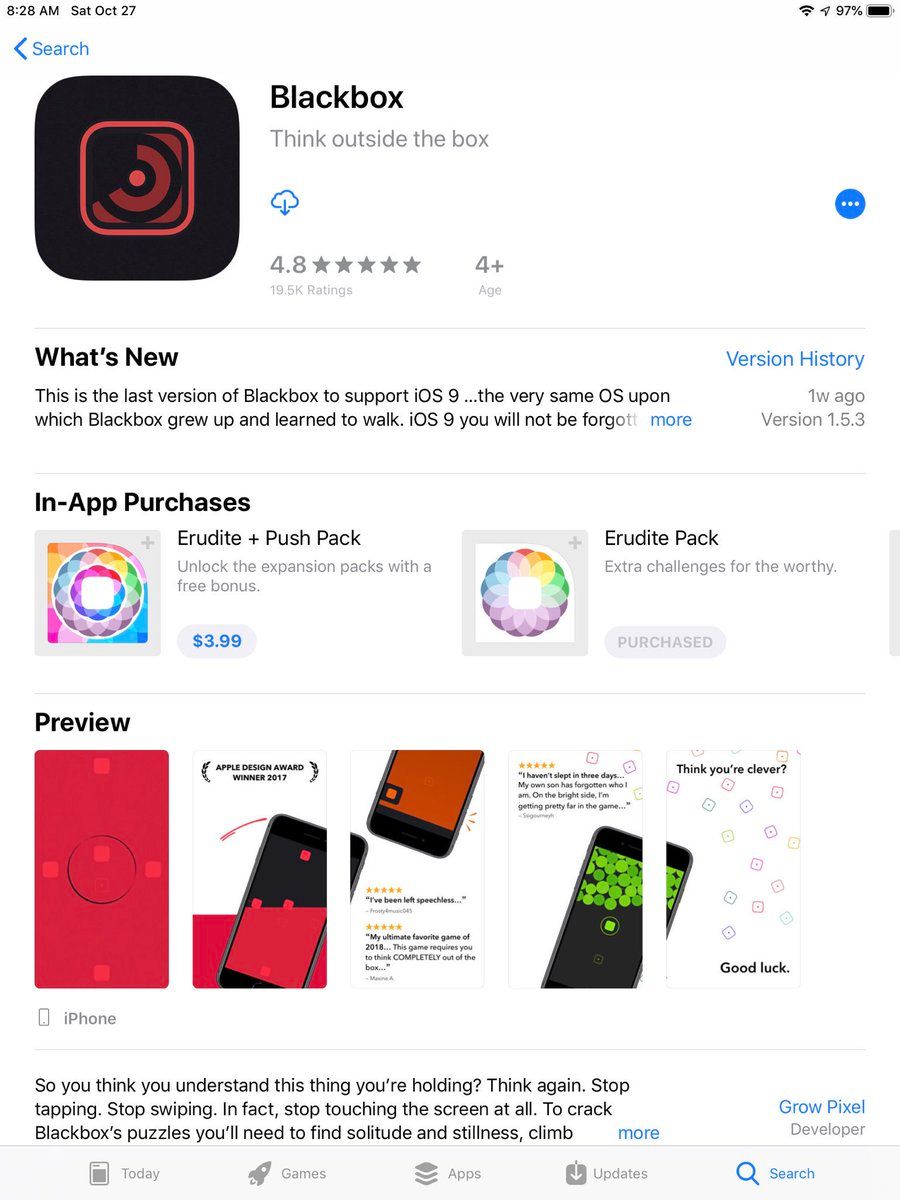 8:28 AM Sat Oct 27
97%
Search
Blackbox
Think outside the box
4.8
4+
19.5K Ratings
Age
What's New
Version History
This is the last version of Blackbox to support iOS 9 ...the very same OS upon
1w ago
which Blackbox grew up and learned to walk. iOS 9 you will not be forgott more
Version 1.5.3
In-App Purchases
Erudite + Push Pack
Unlock the expansion packs with a
free bonus.
$3.99
Erudite Pack
Extra challenges for the worthy.
PURCHASED
Preview
APPLE DESIGN AWARD
WINNER 2017
"I've been left speechless..."
– Frosty4music045
"My ultimate favorite game of
2018... This game requires you
to think COMPLETELY out of the
box..."
– Maxine A.
"I haven't slept in three days...
My own son has forgotten who I
am. On the bright side, I'm
getting pretty far in the game..."
– Ssigourneyh
Think you're clever?
Good luck.
iPhone
So you think you understand this thing you're holding? Think again. Stop
tapping. Stop swiping. In fact, stop touching the screen at all. To crack
Blackbox's puzzles you'll need to find solitude and stillness, climb more
Grow Pixel
Developer
Today
Games
Apps
Updates
Search